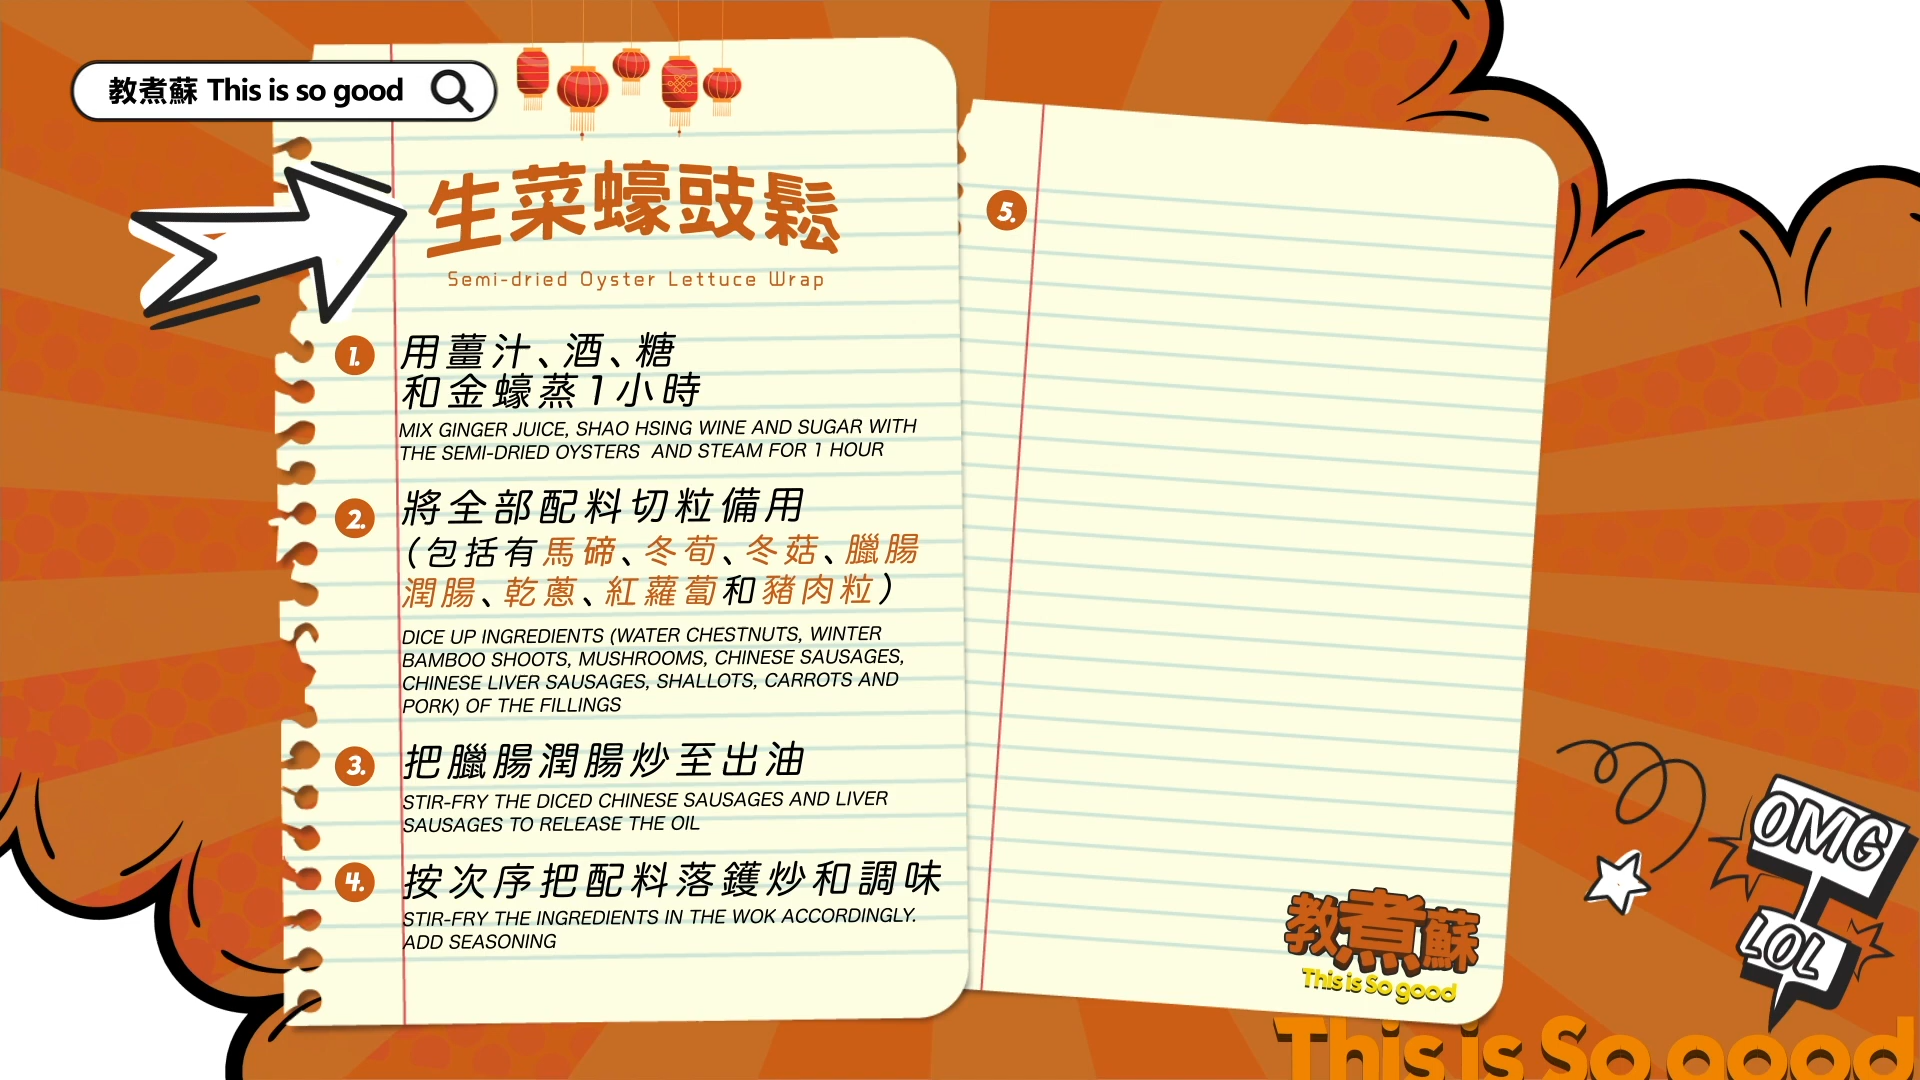 教煮蘇 This is so good
生菜蠔豉鬆
Semi-dried Oyster Lettuce Wrap
1.
用薑汁、酒、糖
和金蠔蒸1小時
MIX GINGER JUICE, SHAO HSING WINE AND SUGAR WITH
THE SEMI-DRIED OYSTERS AND STEAM FOR 1 HOUR
2.
將全部配料切粒備用
(包括有馬碲、冬荀、冬菇、臘腸
潤腸、乾蔥、紅蘿蔔和豬肉粒)
DICE UP INGREDIENTS (WATER CHESTNUTS, WINTER
BAMBOO SHOOTS, MUSHROOMS, CHINESE SAUSAGES,
CHINESE LIVER SAUSAGES, SHALLOTS, CARROTS AND
PORK) OF THE FILLINGS
3.
把臘腸潤腸炒至出油
STIR-FRY THE DICED CHINESE SAUSAGES AND LIVER
SAUSAGES TO RELEASE THE OIL
4.
按次序把配料落鑊炒和調味
STIR-FRY THE INGREDIENTS IN THE WOK ACCORDINGLY.
ADD SEASONING
5.
OMG
LOL
教煮蘇
This is So good
This is So good